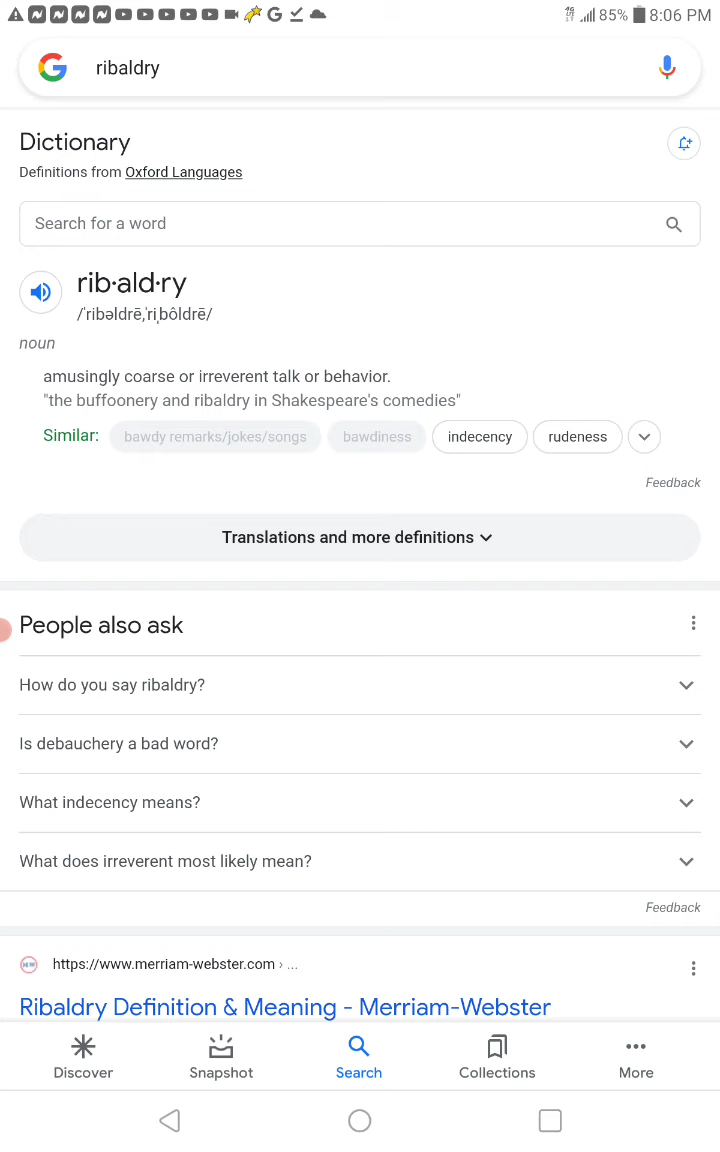 85% 8:06 PM
ribaldry
Dictionary
Definitions from Oxford Languages
Search for a word
rib·ald·ry
/ˈribəldrē,ˈriˌbôldrē/
noun
amusingly coarse or irreverent talk or behavior.
"the buffoonery and ribaldry in Shakespeare's comedies"
Similar: bawdy remarks/jokes/songs bawdiness indecency rudeness
Feedback
Translations and more definitions
People also ask
How do you say ribaldry?
Is debauchery a bad word?
What indecency means?
What does irreverent most likely mean?
Feedback
https://www.merriam-webster.com › ...
Ribaldry Definition & Meaning - Merriam-Webster
Discover Snapshot Search Collections More